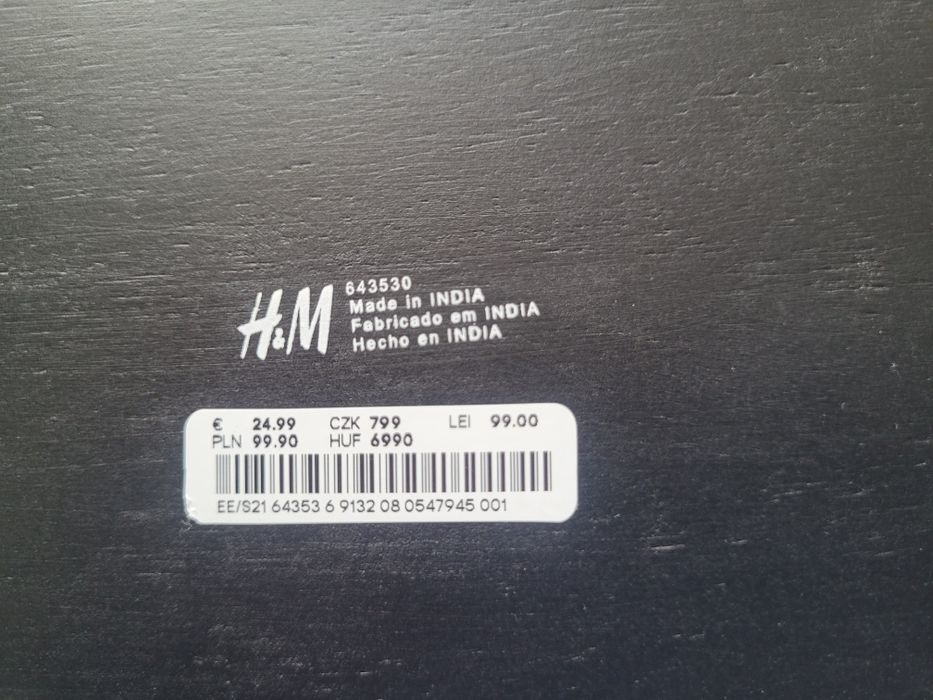 H&M
643530
Made in INDIA
Fabricado em INDIA
Hecho en INDIA
€ 24.99 CZK 799 LEI 99.00
PLN 99.90 HUF 6990
EE/S21 64353 6 9132 08 0547945 001